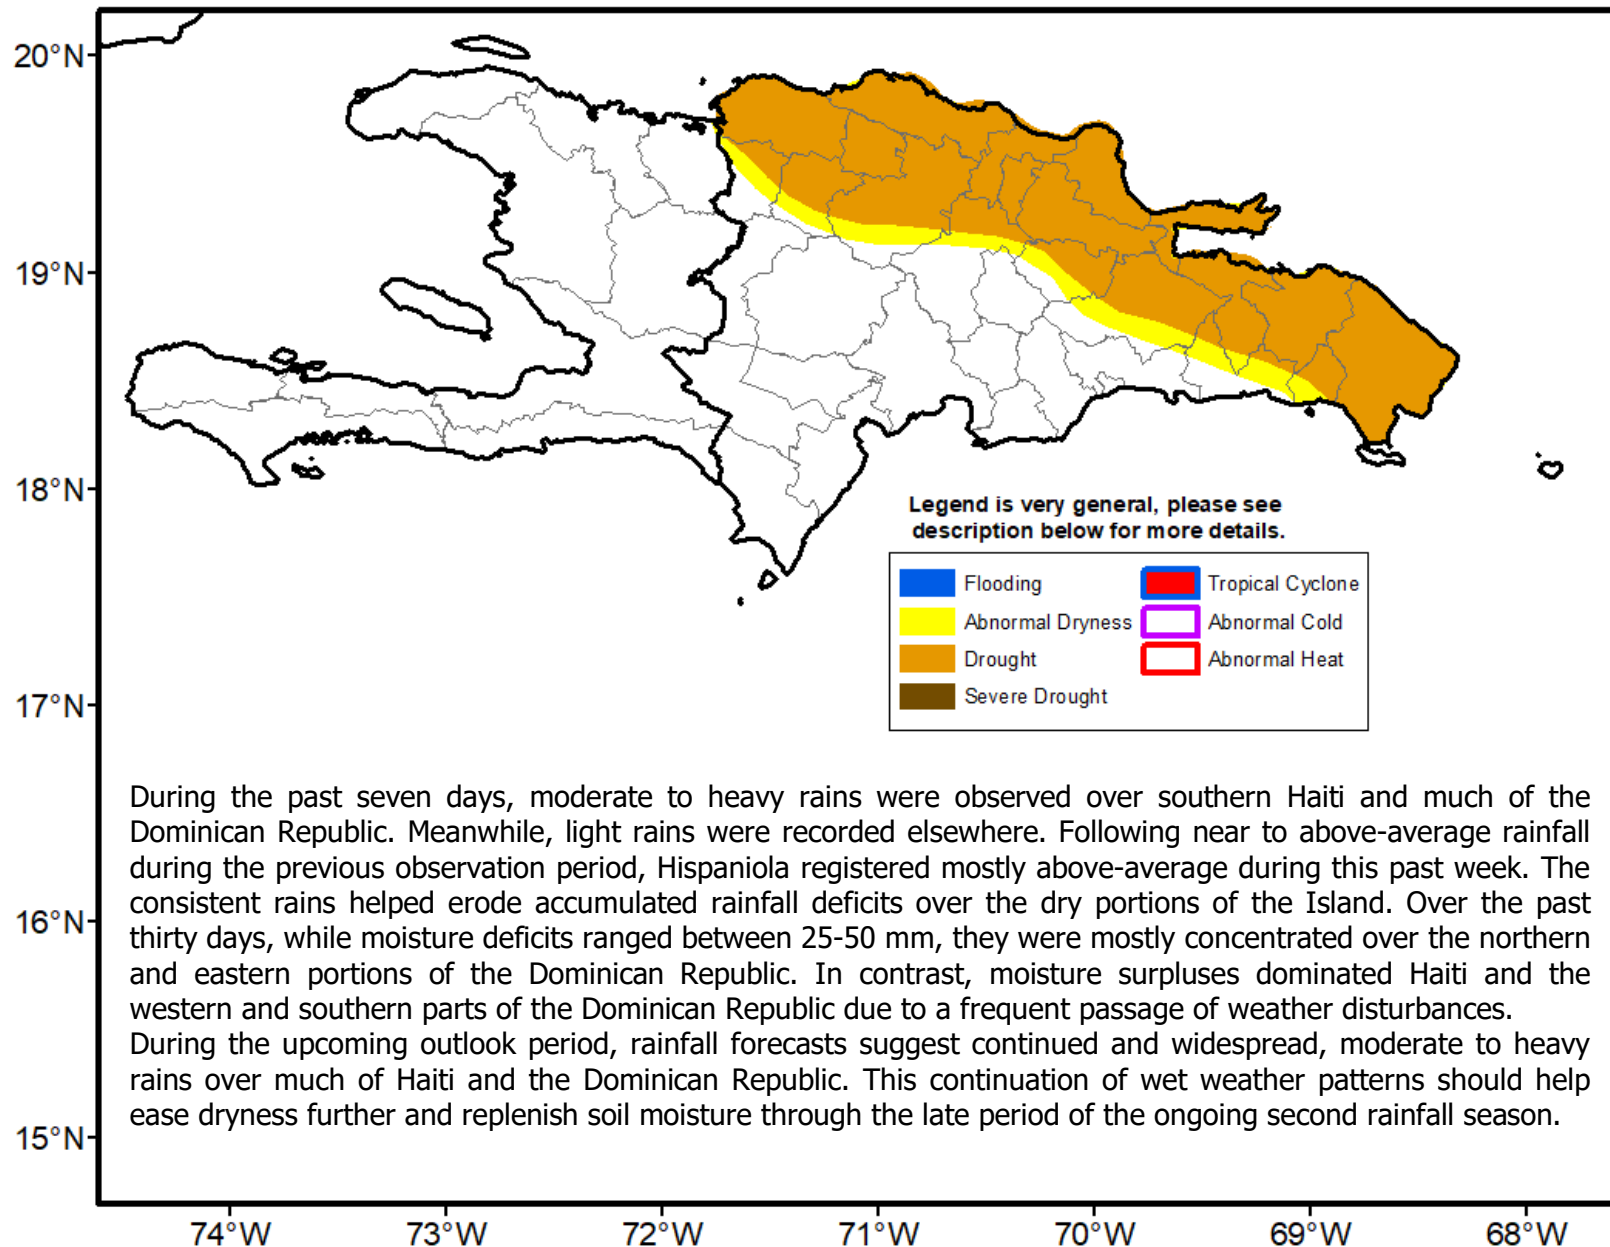 20°N
19°N
18°N
17°N
16°N
15°N
Legend is very general, please see
description below for more details.
Flooding
Tropical Cyclone
Abnormal Dryness
Abnormal Cold
Drought
Abnormal Heat
Severe Drought
During the past seven days, moderate to heavy rains were observed over southern Haiti and much of the
Dominican Republic. Meanwhile, light rains were recorded elsewhere. Following near to above-average rainfall
during the previous observation period, Hispaniola registered mostly above-average during this past week. The
consistent rains helped erode accumulated rainfall deficits over the dry portions of the Island. Over the past
thirty days, while moisture deficits ranged between 25-50 mm, they were mostly concentrated over the northern
and eastern portions of the Dominican Republic. In contrast, moisture surpluses dominated Haiti and the
western and southern parts of the Dominican Republic due to a frequent passage of weather disturbances.
During the upcoming outlook period, rainfall forecasts suggest continued and widespread, moderate to heavy
rains over much of Haiti and the Dominican Republic. This continuation of wet weather patterns should help
ease dryness further and replenish soil moisture through the late period of the ongoing second rainfall season.
74°W
73°W
72°W
71°W
70°W
69°W
68°W